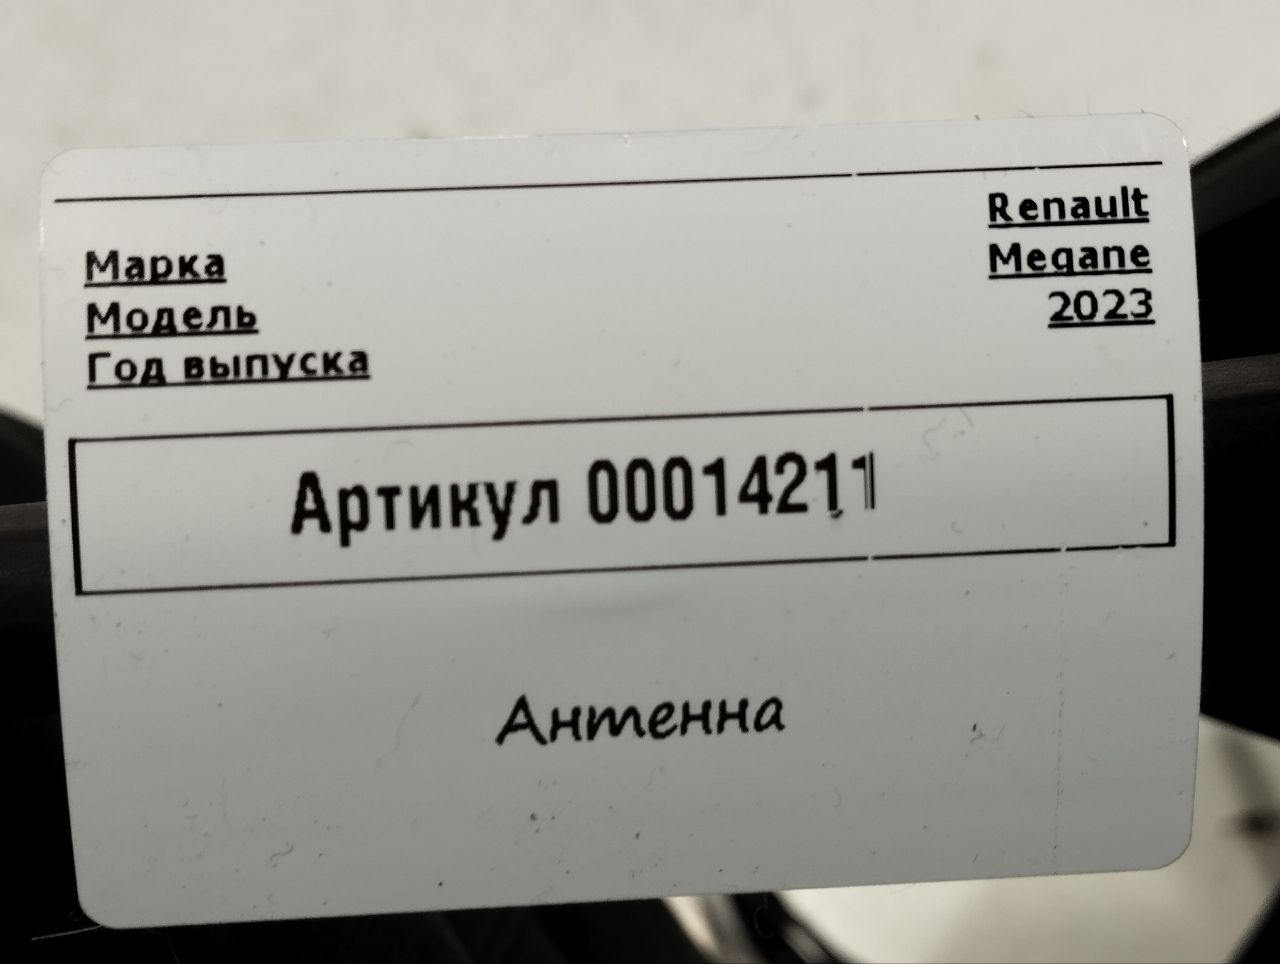 Renault
Марка
Megane
Модель
2023
Год выпуска
Артикул 00014211
Антенна